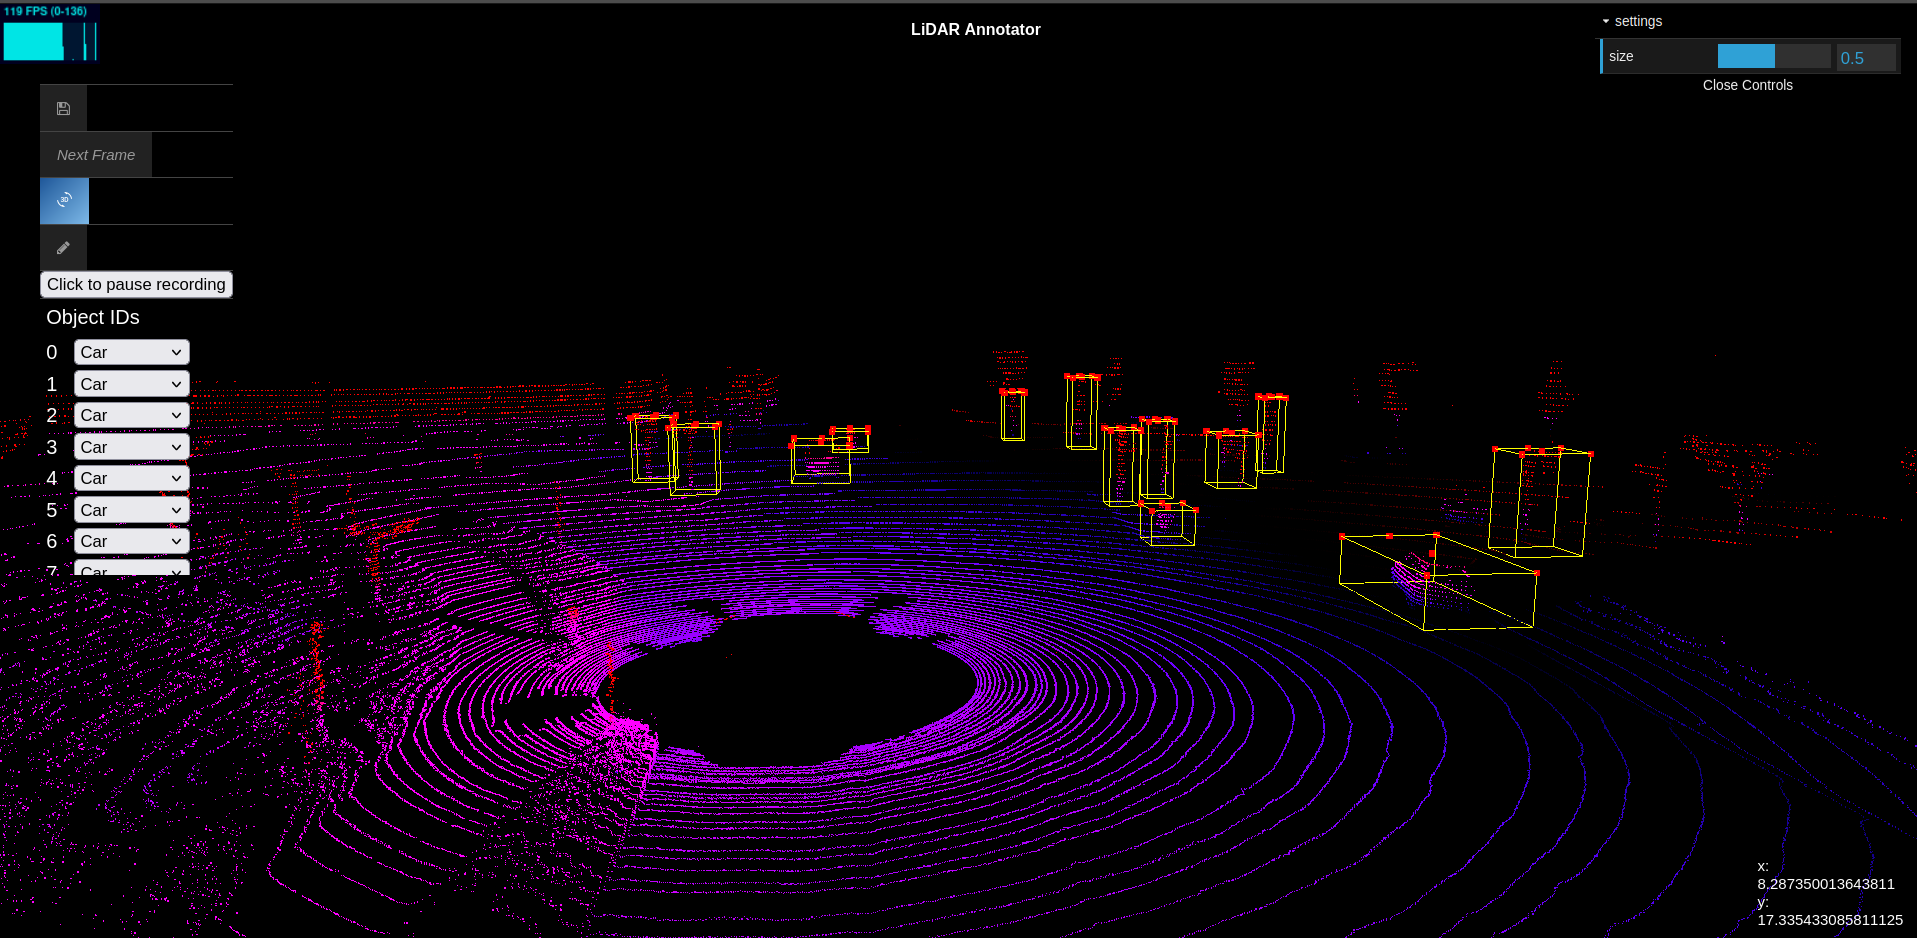 119 FPS (0-136)
LiDAR Annotator
settings
size
0.5
Close Controls
Next Frame
3D
Click to pause recording
Object IDs
0 Car
1 Car
2 Car
3 Car
4 Car
5 Car
6 Car
7 Car
x:
8.287350013643811
y:
17.335433085811125